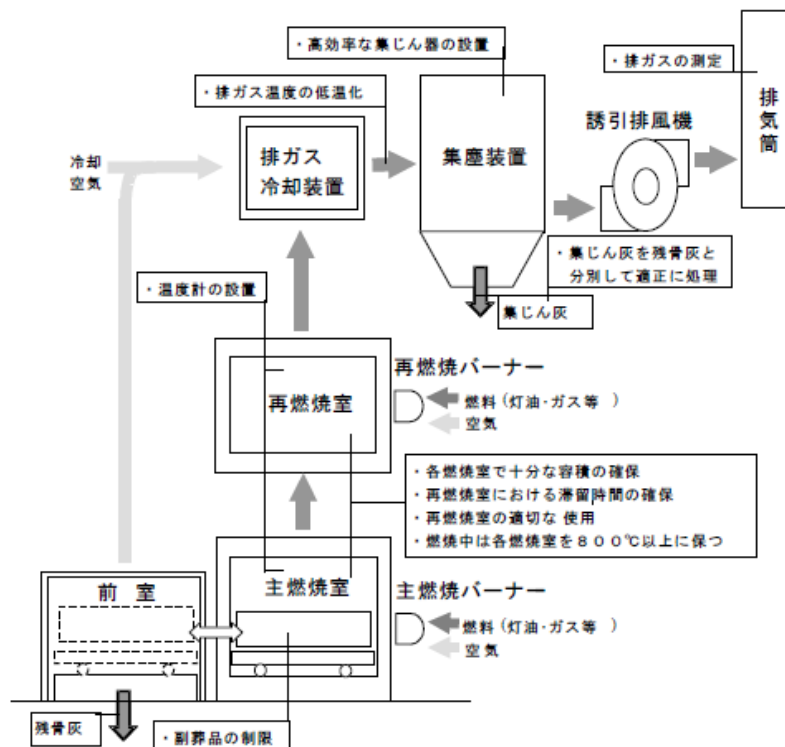 ・高効率な集じん器の設置
・排ガスの測定
・排ガス温度の低温化
誘引排風機
排気筒
冷却
空気
排ガス
冷却装置
集塵装置
・集じん灰を残骨灰と
分別して適正に処理
・温度計の設置
集じん灰
再燃焼バーナー
再燃焼室
燃料(灯油・ガス等 )
空気
・各燃焼室で十分な容積の確保
・再燃焼室における滞留時間の確保
・再燃焼室の適切な 使用
・燃焼中は各燃焼室を800℃以上に保つ
前 室
主燃焼室
主燃焼バーナー
燃料(灯油・ガス等 )
空気
残骨灰
・副葬品の制限